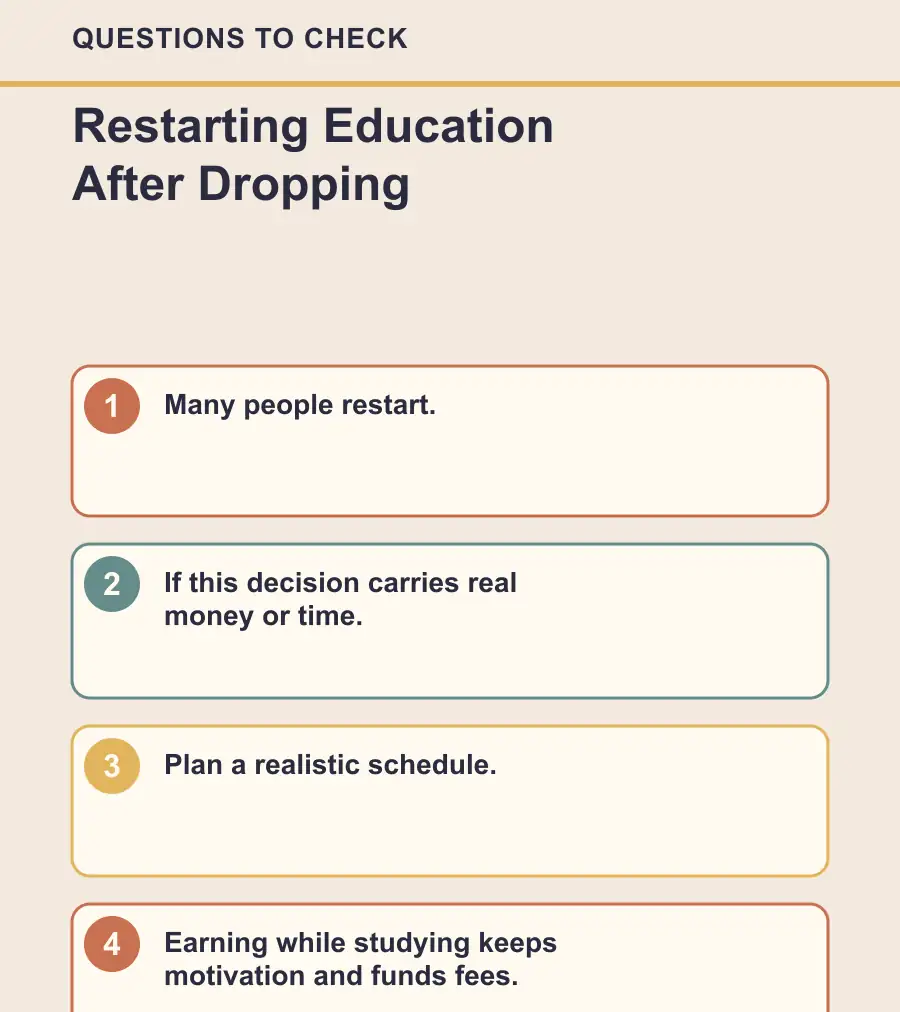 QUESTIONS TO CHECK
Restarting Education
After Dropping
1
Many people restart.
2
If this decision carries real
money or time.
3
Plan a realistic schedule.
4
Earning while studying keeps
motivation and funds fees.